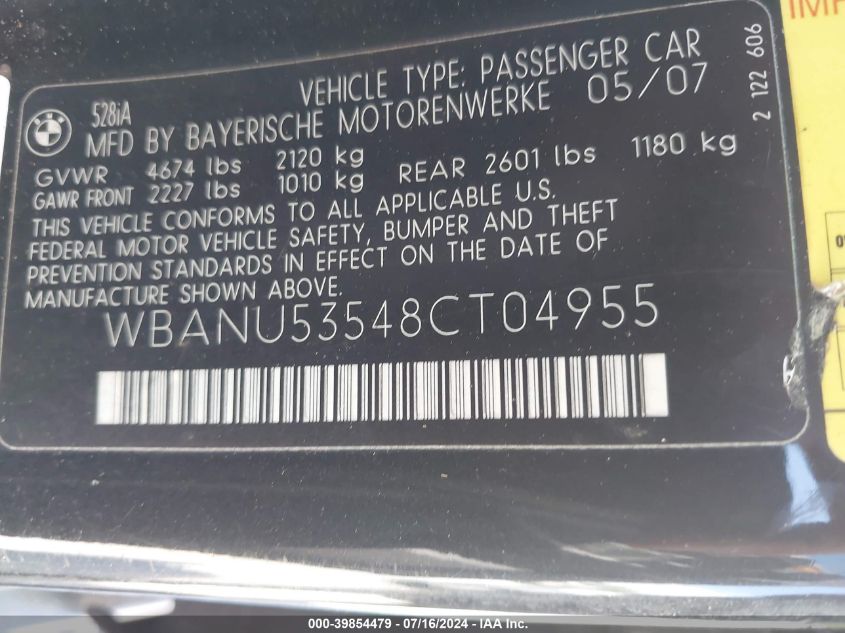 IMP
528iA
VEHICLE TYPE: PASSENGER CAR
MFD BY BAYERISCHE MOTORENWERKE 05/07
GVWR 4674 lbs 2120 kg
GAWR FRONT 2227 lbs 1010 kg REAR 2601 lbs 1180 kg
THIS VEHICLE CONFORMS TO ALL APPLICABLE U.S.
FEDERAL MOTOR VEHICLE SAFETY, BUMPER AND THEFT
PREVENTION STANDARDS IN EFFECT ON THE DATE OF
MANUFACTURE SHOWN ABOVE.
WBANU53548CT04955
2 122 606
000-39854479 - 07/16/2024 - IAA Inc.